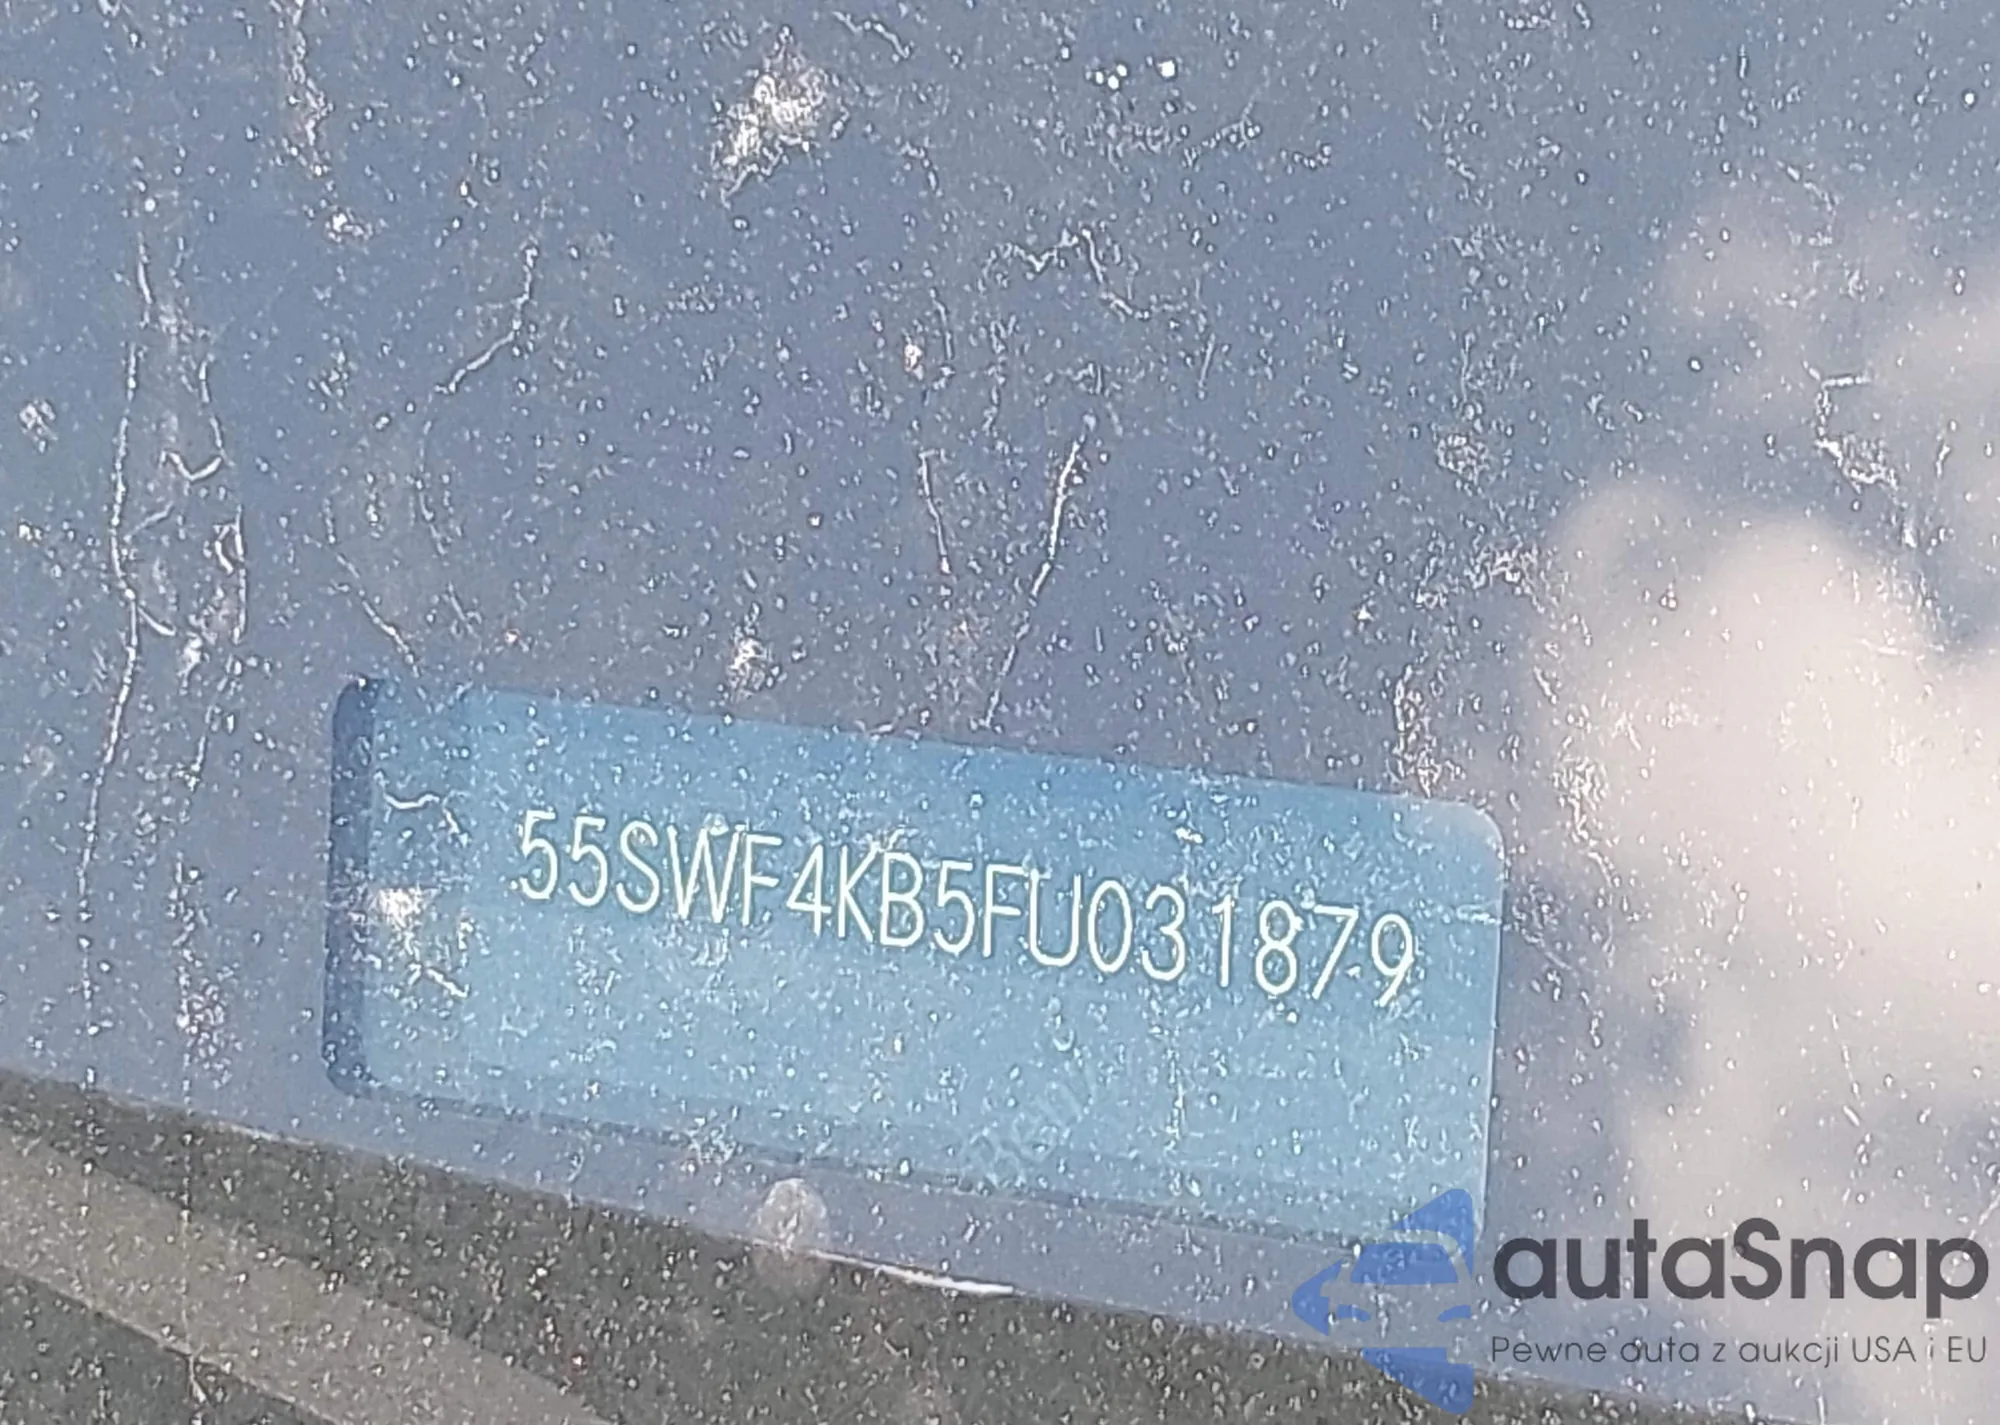 55SWF4KB5FU031879
autaSnap
Pewne auta z aukcji USA i EU